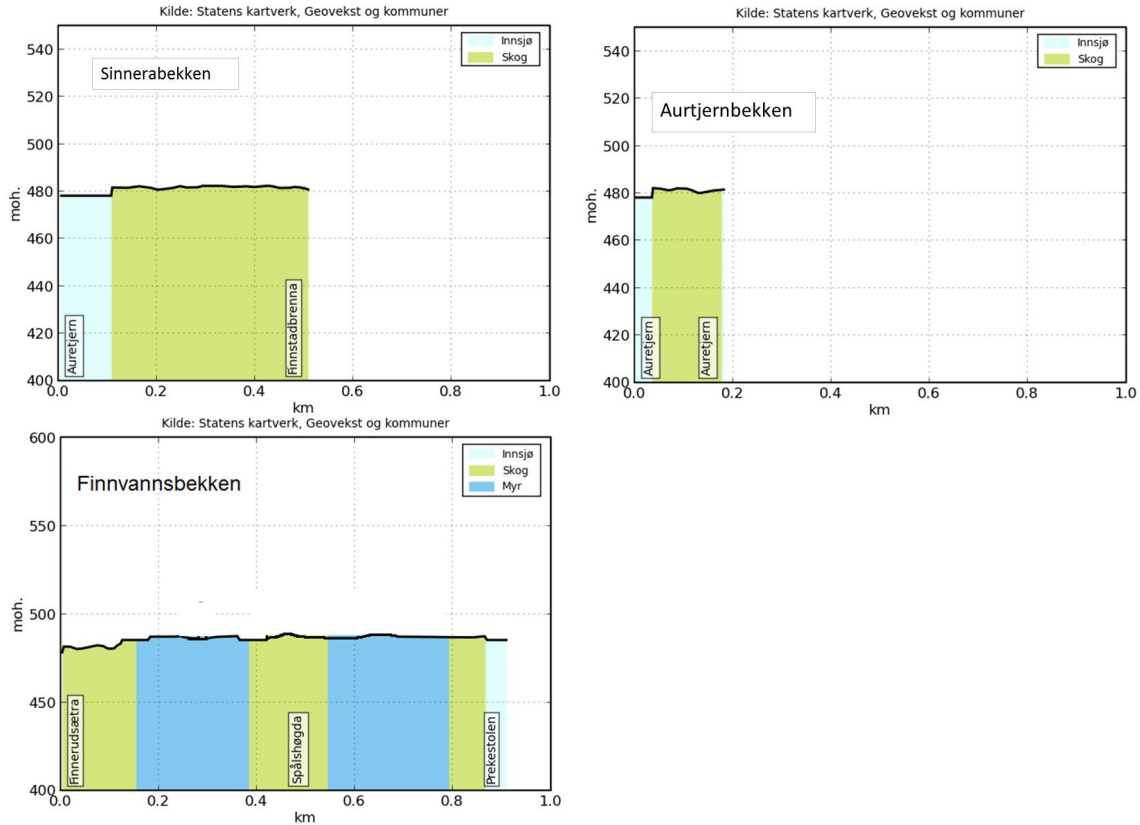 Kilde: Statens kartverk, Geovekst og kommuner
Innsjø
Skog
Sinnerabekken
moh.
540
520
500
480
460
440
420
400
Auretjern
Finnstadbrenna
0.0 0.2 0.4 0.6 0.8 1.0
km
Kilde: Statens kartverk, Geovekst og kommuner
Innsjø
Skog
Aurtjernbekken
moh.
540
520
500
480
460
440
420
400
Auretjern
Auretjern
0.0 0.2 0.4 0.6 0.8 1.0
km
Kilde: Statens kartverk, Geovekst og kommuner
Innsjø
Skog
Myr
Finnvannsbekken
moh.
600
550
500
450
400
Finnerudsætra
Spålshøgda
Prekestolen
0.0 0.2 0.4 0.6 0.8 1.0
km